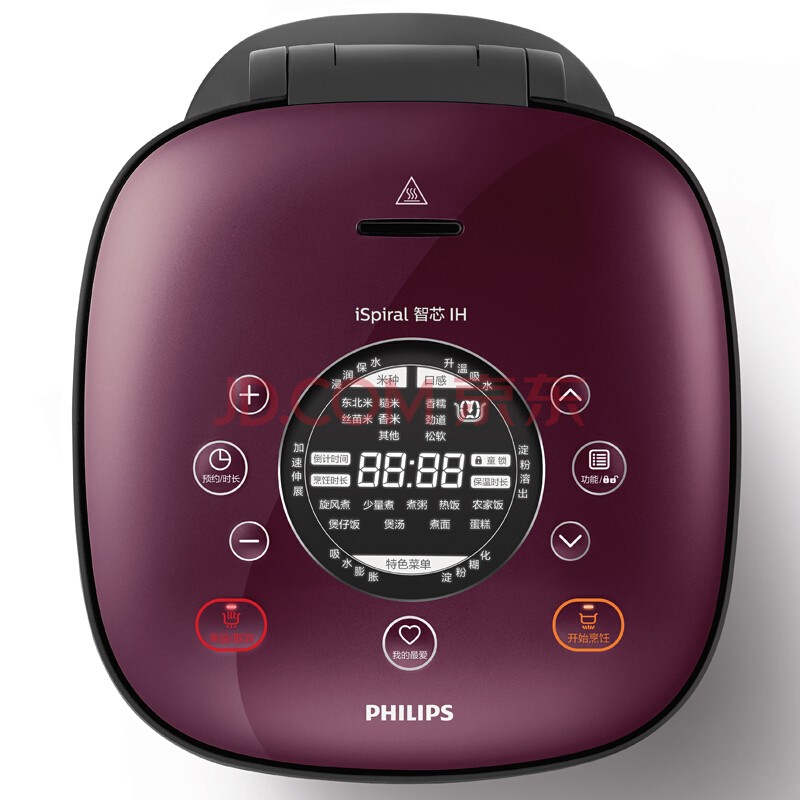 iSpiral 智芯 IH
浸润保水
升温吸水
米种
口感
东北米 糙米
丝苗米 香米
其他
香糯
劲道
松软
JD.COM 京东
加速伸展
淀粉溶出
倒计时间
烹饪时长
88:88
童锁
保温时长
旋风煮 少量煮 煮粥 热饭 农家饭
煲仔饭 煲汤 煮面 蛋糕
吸水膨胀
特色菜单
淀粉糊化
+
预约/时长
−
功能/
我的最爱
开始烹饪
PHILIPS